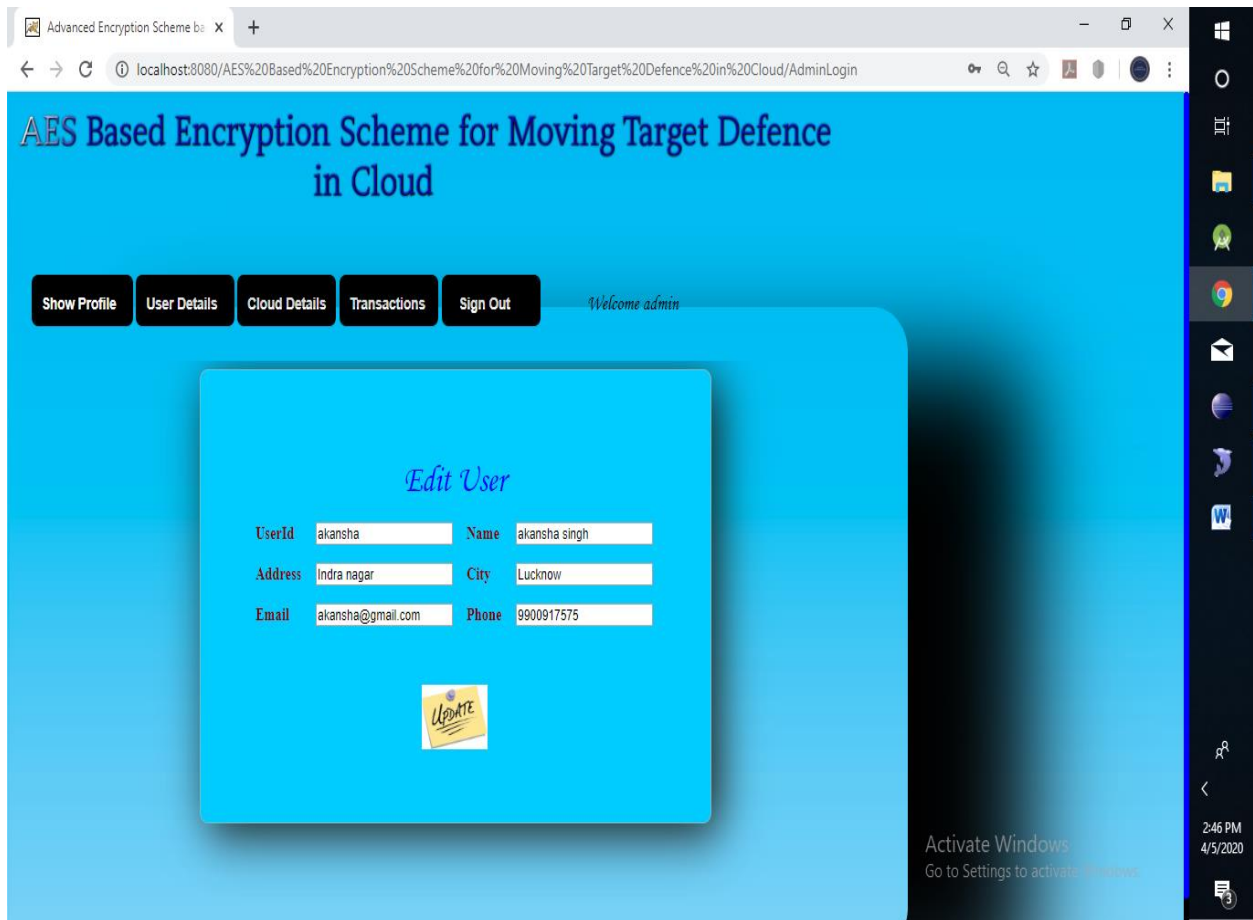 Advanced Encryption Scheme ba
localhost:8080/AES%20Based%20Encryption%20Scheme%20for%20Moving%20Target%20Defence%20in%20Cloud/AdminLogin
AES Based Encryption Scheme for Moving Target Defence
in Cloud
Show Profile User Details Cloud Details Transactions Sign Out Welcome admin
Edit User
UserId akansha Name akansha singh
Address Indra nagar City Lucknow
Email akansha@gmail.com Phone 9900917575
UPDATE
Activate Windows
Go to Settings to activate Windows.
2:46 PM
4/5/2020
3
W